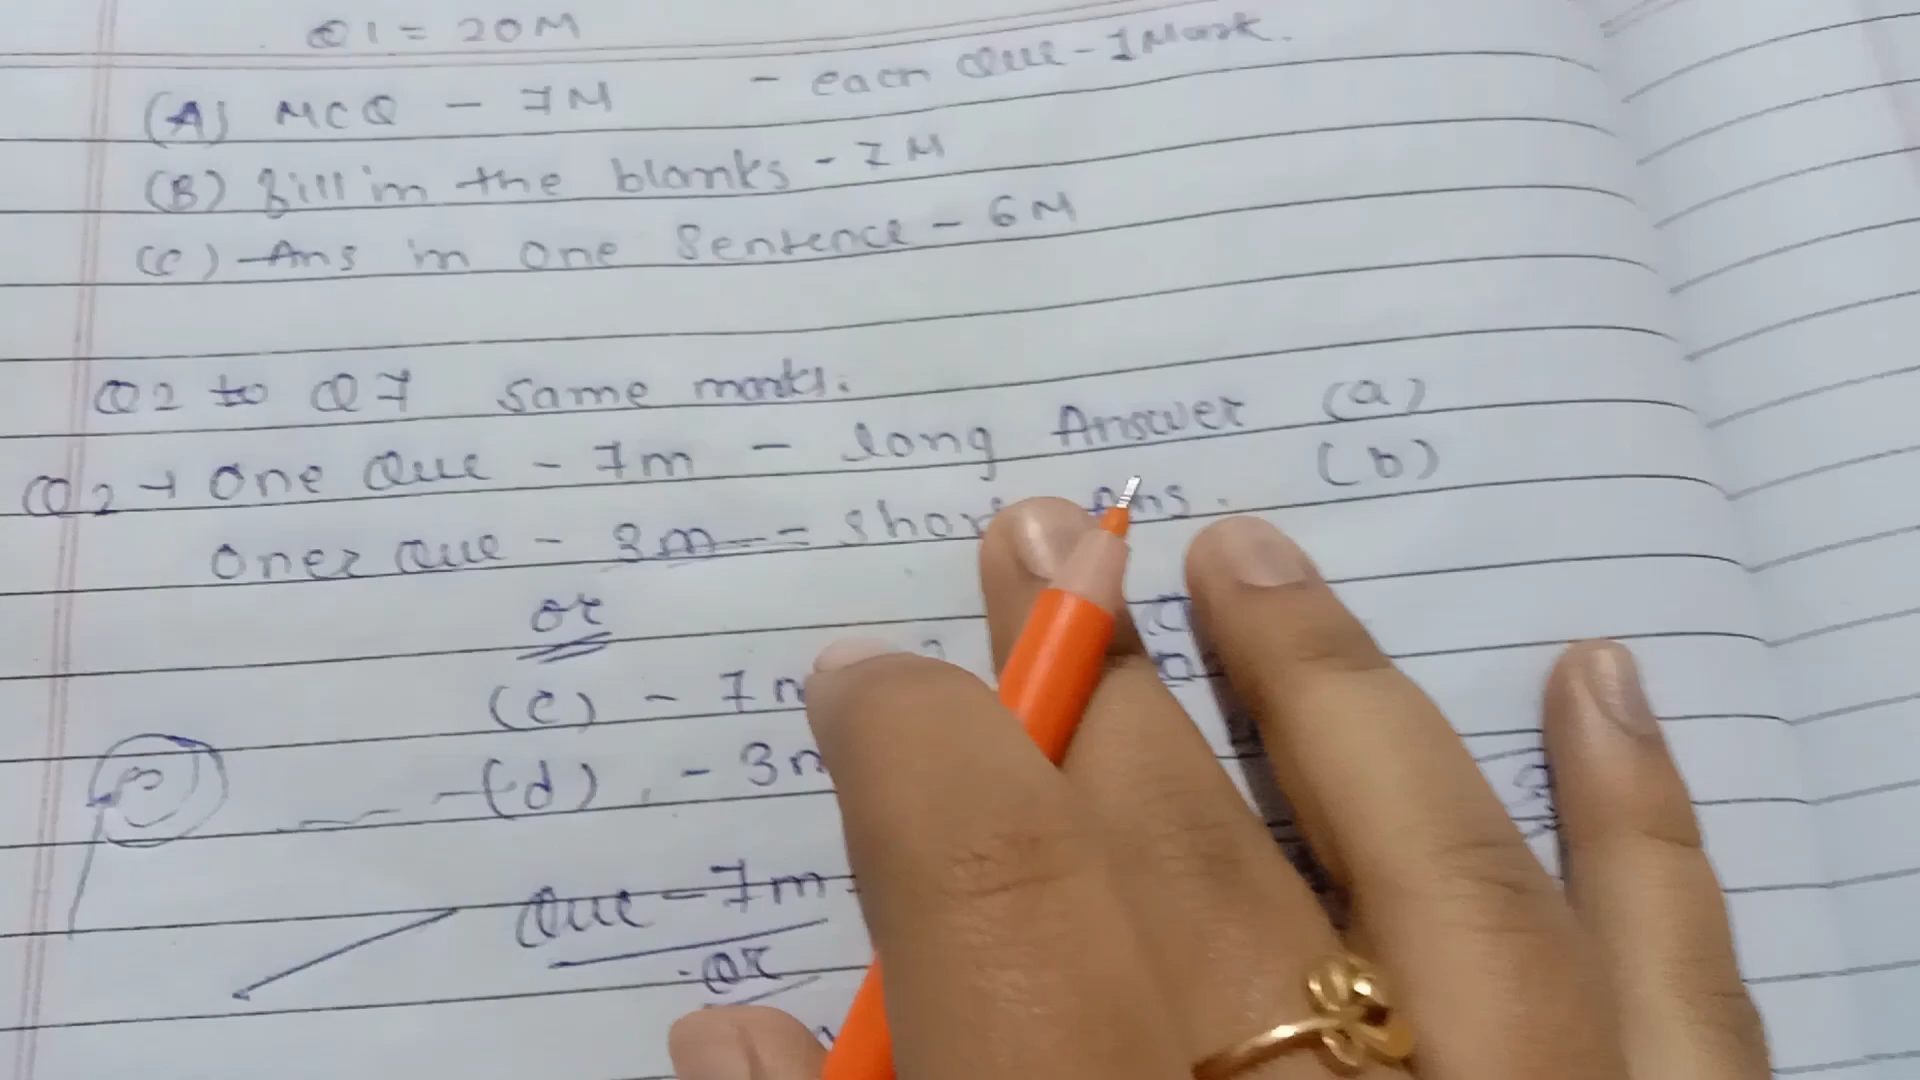 Q1 = 20M
(A) MCQ - 7M - each Que - 1 Mark.
(B) fill in the blanks - 7M
(C) Ans in one Sentence - 6M
Q2 to Q7 same marks.
Q2 → One Que - 7m - long Answer (a)
One Que - 3m = short Ans. (b)
or
(c) - 7m
(d) - 3m
Que - 7m
or